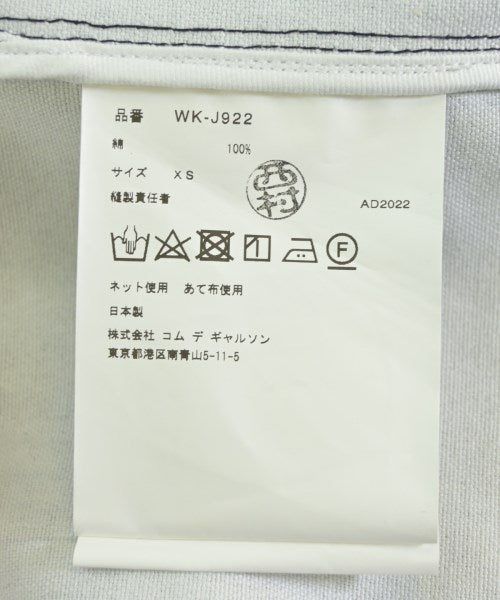 品番 WK-J922
綿 100%
サイズ XS
西村
縫製責任者 AD2022
F
ネット使用 あて布使用
日本製
株式会社 コム デ ギャルソン
東京都港区南青山5-11-5